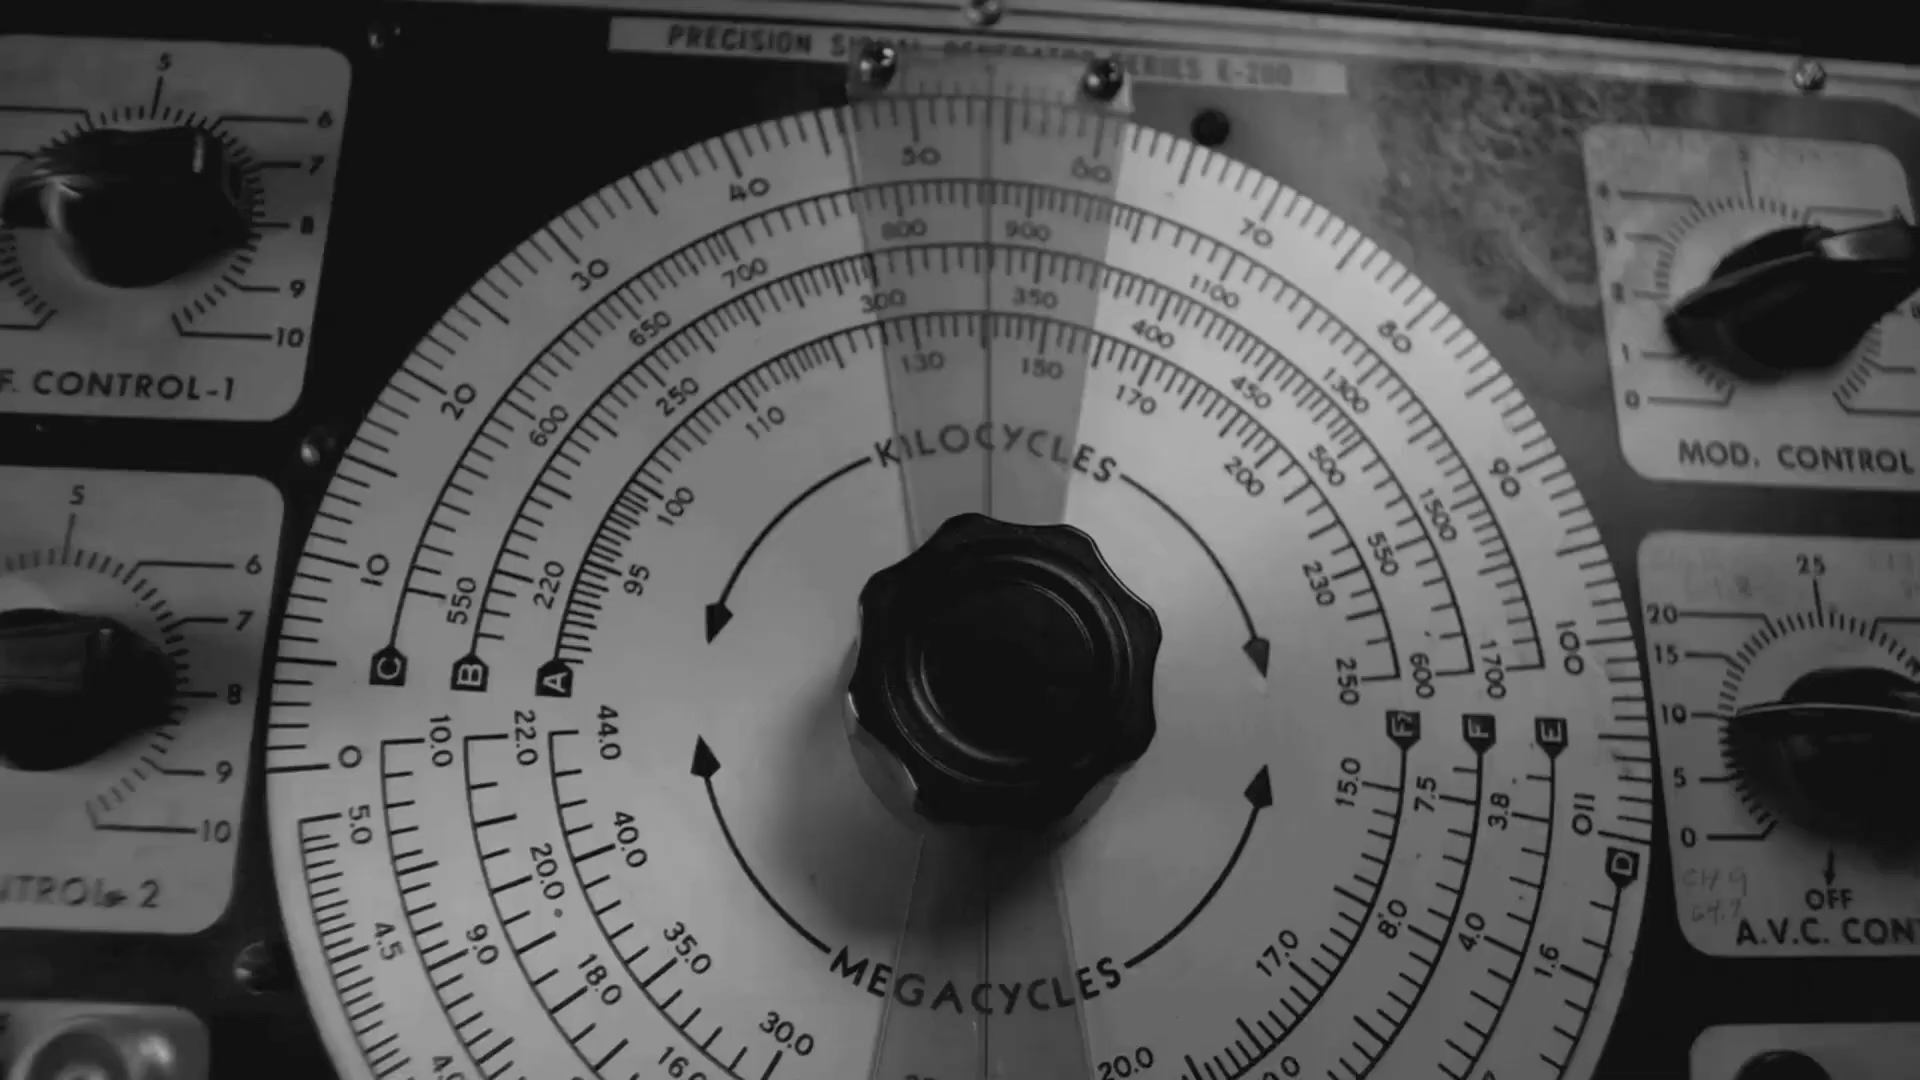 PRECISION SIGNAL GENERATOR SERIES E-200
5
6
7
8
9
10
F. CONTROL-1
5
6
7
8
9
10
2
10 20 30 40 50 60 70 80 90 100 110
0
C
550 600 650 700 800 900 1100 1300 1500 1700
B
220 250 300 350 400 450 500 550 600
A
95 100 110 130 150 170 200 230 250
KILOCYCLES
MEGACYCLES
5.0 4.5
10.0 9.0
22.0 20.0 18.0
44.0 40.0 35.0 30.0
F
15.0 17.0 20.0
F
7.5 8.0
E
3.8 4.0
D
1.6
4
1
0
MOD. CONTROL
25
20
15
10
5
0
OFF
A.V.C. CON